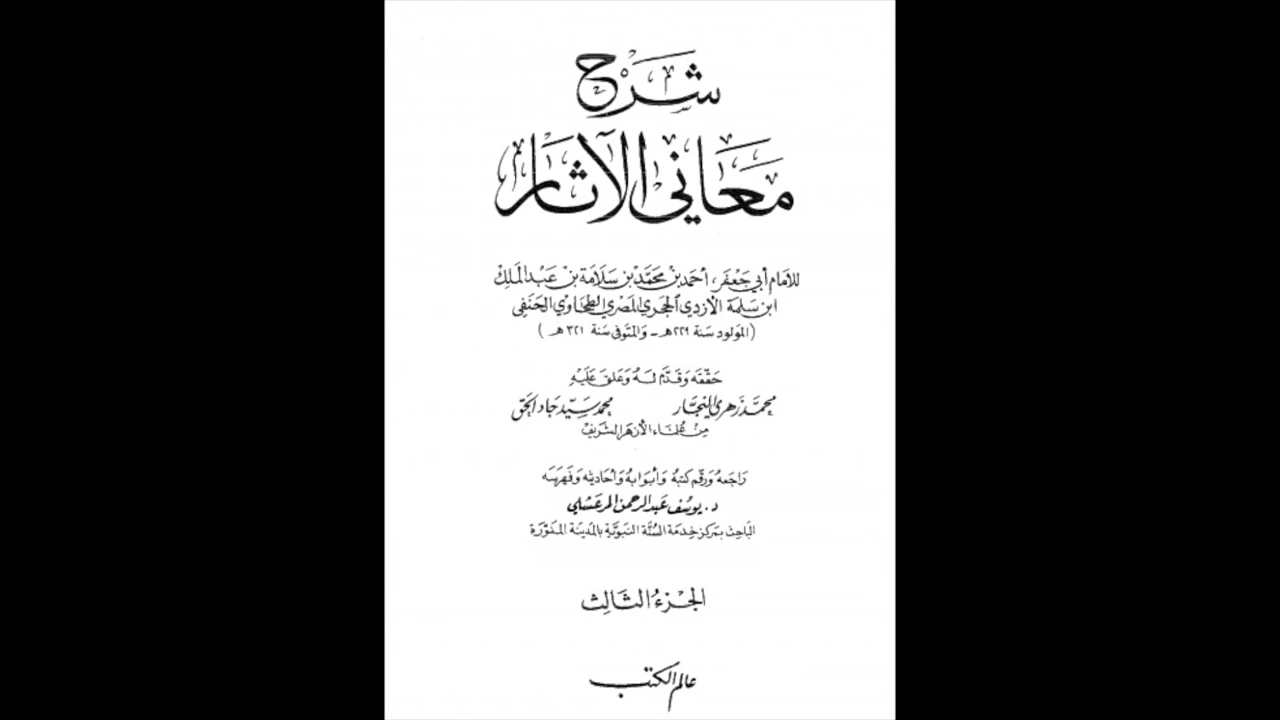 شرح
معاني الآثار
للامام أبي جعفر، أحمد بن محمد بن سلامة بن عبد الملك
ابن سلمة الأزدي الحجري المصري الطحاوي الحنفي
(المولود سنة ٢٢٩ هـ - والمتوفى سنة ٣٢١ هـ)
حققه وقدم له وعلق عليه
محمد زهري النجار محمد سيد جاد الحق
من علماء الأزهر الشريف
راجعه ورقم كتبه وأبوابه وأحاديثه وفهرسه
د. يوسف عبد الرحمن المرعشلي
الباحث بمركز خدمة السنة النبوية بالمدينة المنورة
الجزء الثالث
عالم الكتب